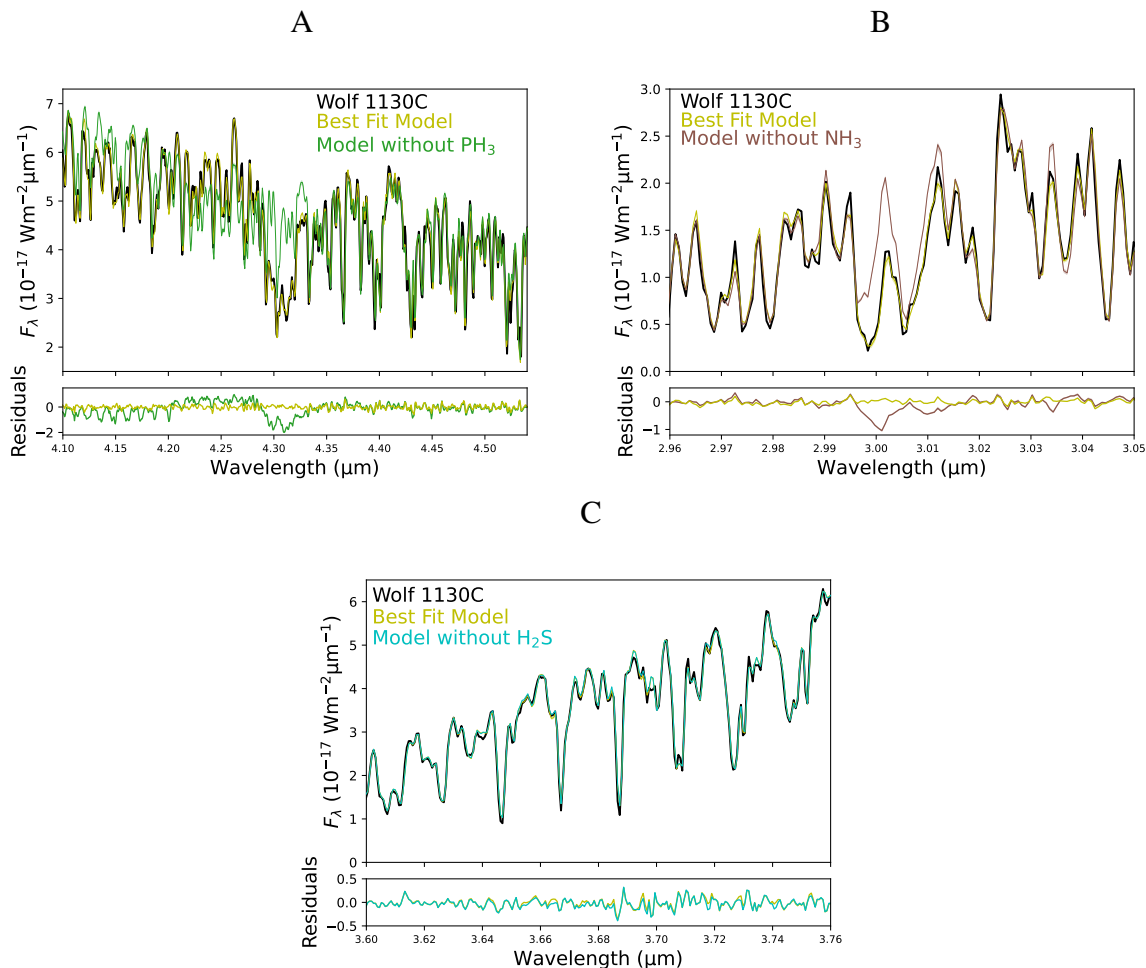 A
Wolf 1130C
Best Fit Model
Model without PH₃
7
6
5
4
3
2
F_λ (10⁻¹⁷ Wm⁻²μm⁻¹)
0
−2
Residuals
4.10 4.15 4.20 4.25 4.30 4.35 4.40 4.45 4.50
Wavelength (μm)
B
Wolf 1130C
Best Fit Model
Model without NH₃
3.0
2.5
2.0
1.5
1.0
0.5
0.0
F_λ (10⁻¹⁷ Wm⁻²μm⁻¹)
0
−1
Residuals
2.96 2.97 2.98 2.99 3.00 3.01 3.02 3.03 3.04 3.05
Wavelength (μm)
C
Wolf 1130C
Best Fit Model
Model without H₂S
6
5
4
3
2
1
0
F_λ (10⁻¹⁷ Wm⁻²μm⁻¹)
0.5
0.0
−0.5
Residuals
3.60 3.62 3.64 3.66 3.68 3.70 3.72 3.74 3.76
Wavelength (μm)